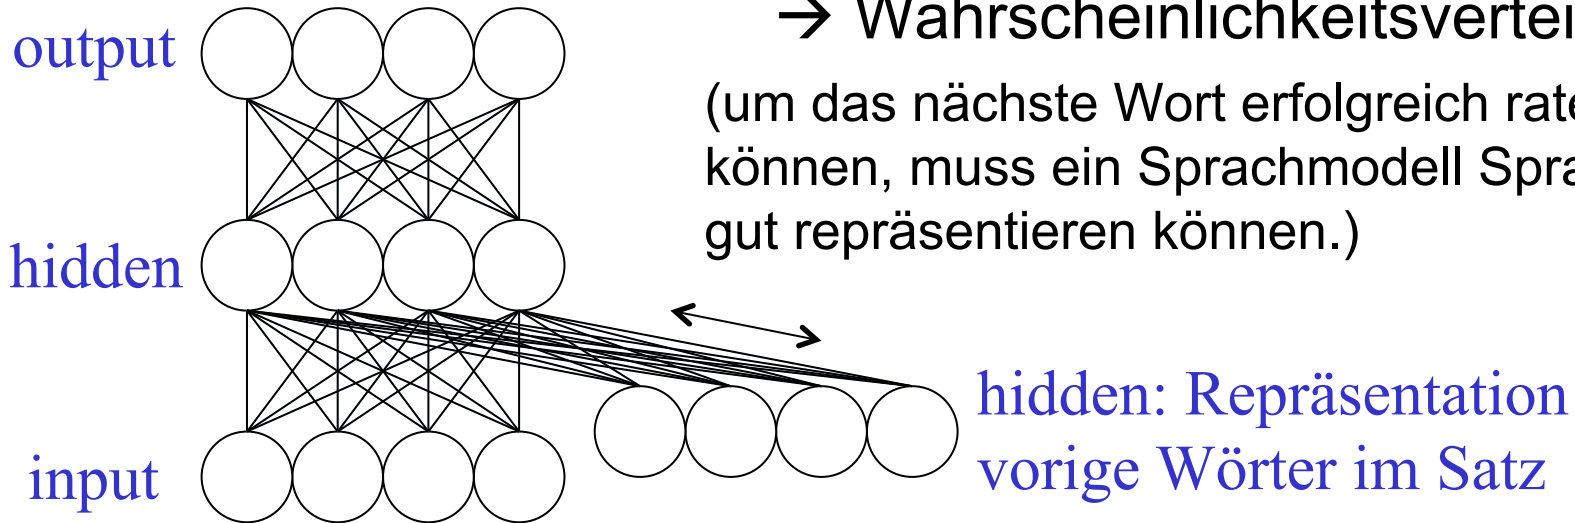 output
→ Wahrscheinlichkeitsvertei
(um das nächste Wort erfolgreich rate
können, muss ein Sprachmodell Spra
gut repräsentieren können.)
hidden
hidden: Repräsentation
vorige Wörter im Satz
input